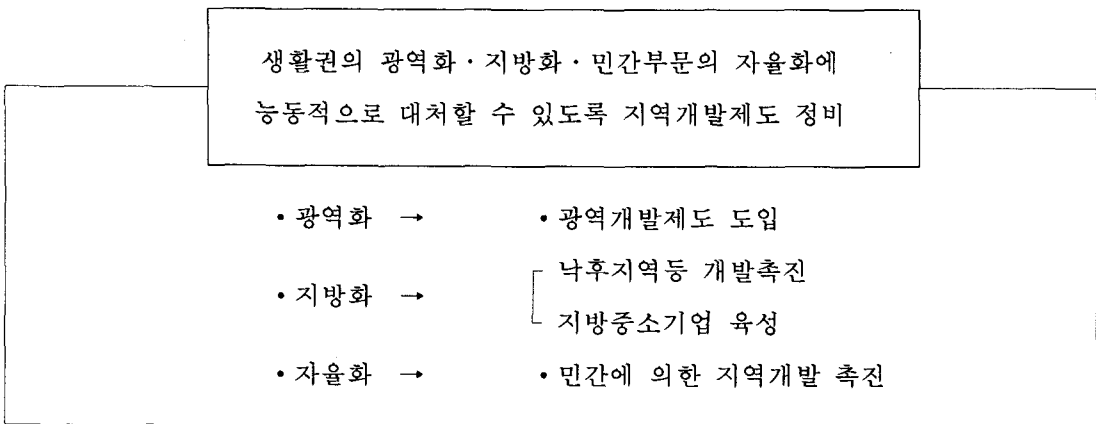 생활권의 광역화·지방화·민간부문의 자율화에
능동적으로 대처할 수 있도록 지역개발제도 정비
• 광역화 → • 광역개발제도 도입
낙후지역등 개발촉진
• 지방화 →
지방중소기업 육성
• 자율화 → • 민간에 의한 지역개발 촉진